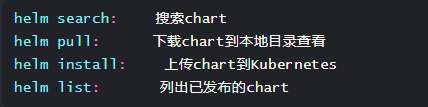 helm search:    搜索chart
helm pull:      下载chart到本地目录查看
helm install:    上传chart到Kubernetes
helm list:      列出已发布的chart